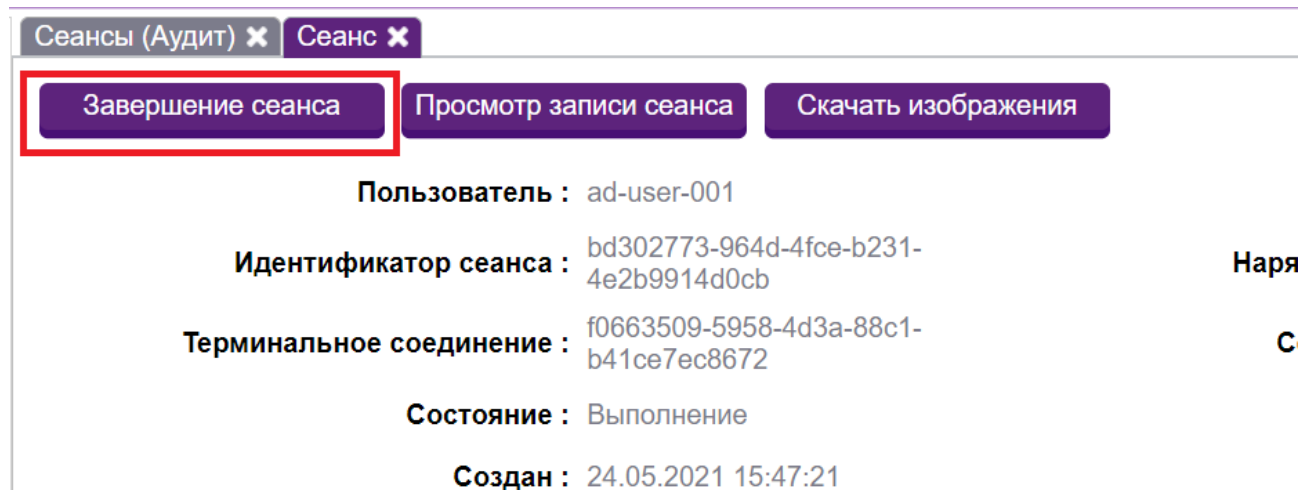 Сеансы (Аудит) Сеанс
Завершение сеанса Просмотр записи сеанса Скачать изображения
Пользователь : ad-user-001
Идентификатор сеанса : bd302773-964d-4fce-b231-
4e2b9914d0cb
Наря
Терминальное соединение : f0663509-5958-4d3a-88c1-
b41ce7ec8672
Состояние : Выполнение
Создан : 24.05.2021 15:47:21